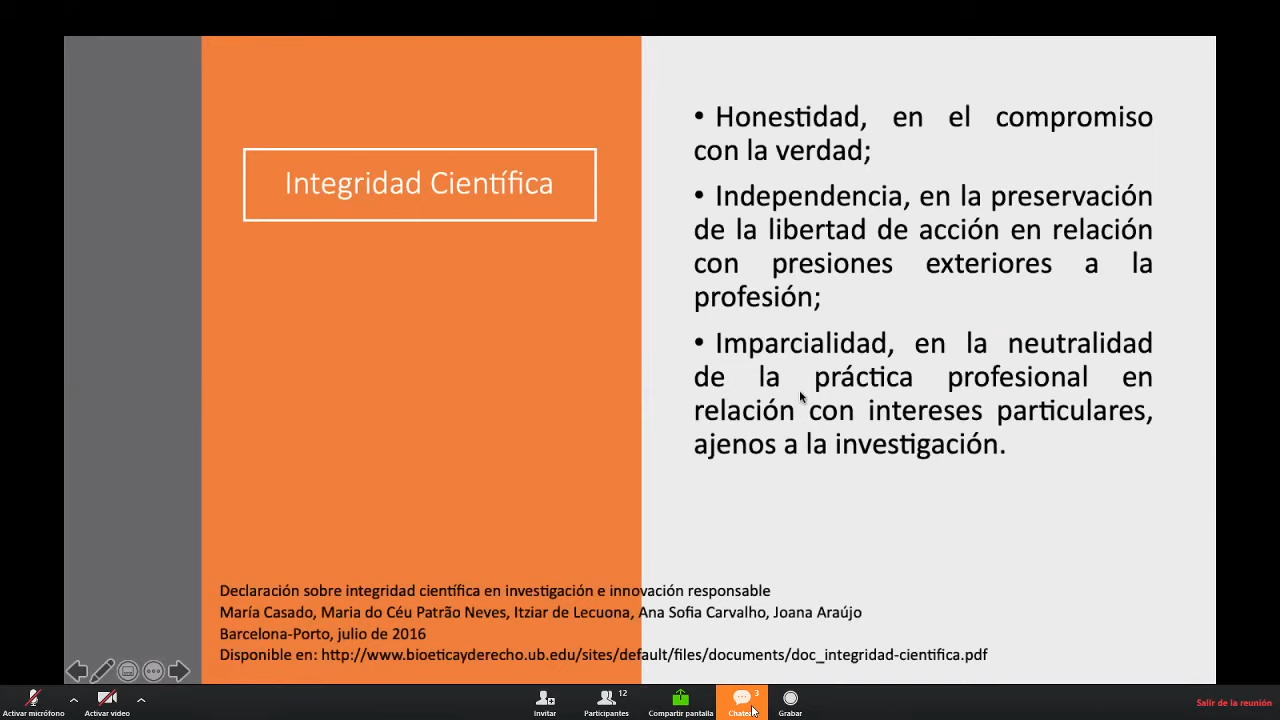 Integridad Científica
• Honestidad, en el compromiso
con la verdad;
• Independencia, en la preservación
de la libertad de acción en relación
con presiones exteriores a la
profesión;
• Imparcialidad, en la neutralidad
de la práctica profesional en
relación con intereses particulares,
ajenos a la investigación.
Declaración sobre integridad científica en investigación e innovación responsable
María Casado, Maria do Céu Patrão Neves, Itziar de Lecuona, Ana Sofia Carvalho, Joana Araújo
Barcelona-Porto, julio de 2016
Disponible en: http://www.bioeticayderecho.ub.edu/sites/default/files/documents/doc_integridad-cientifica.pdf
Activar micrófono
Activar video
Invitar
12
Participantes
Compartir pantalla
3
Grabar
Salir de la reunión